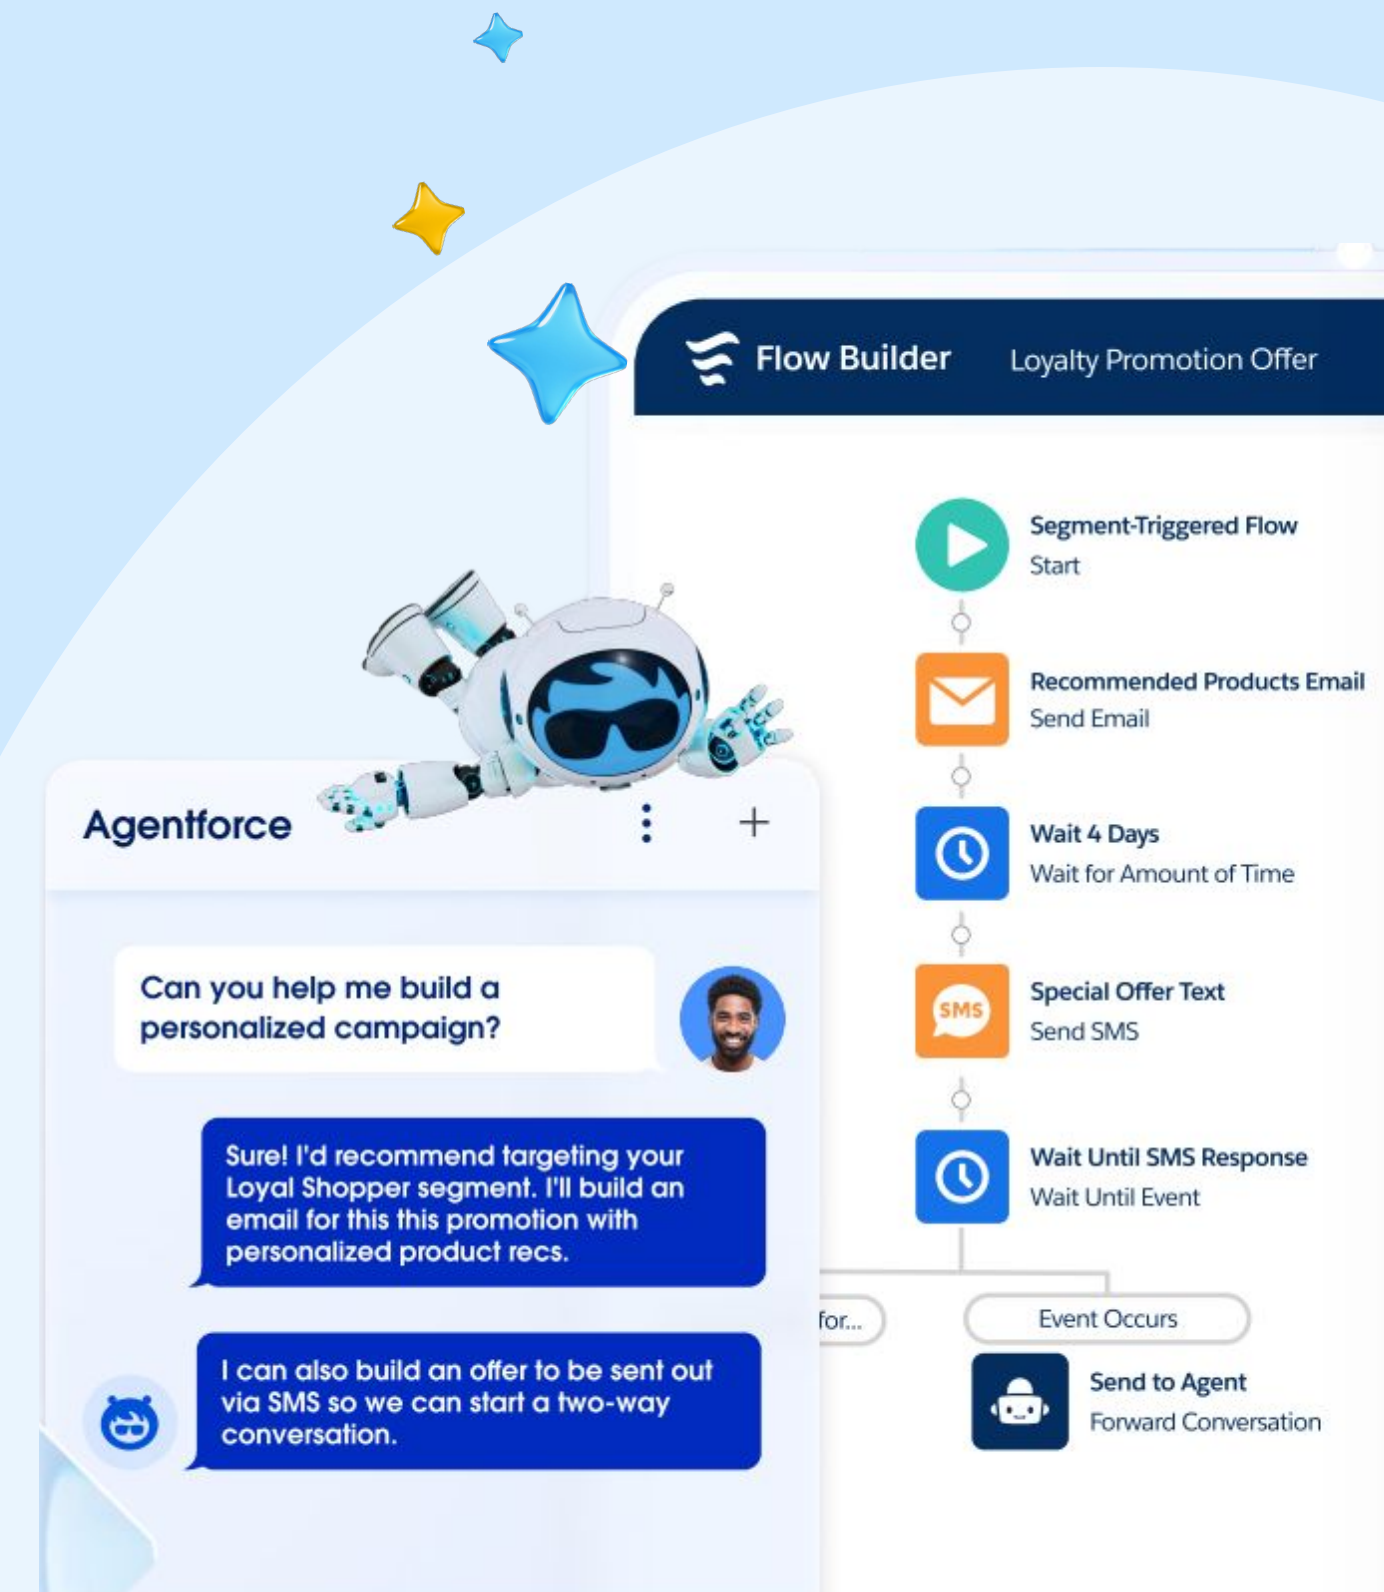 Flow Builder
Loyalty Promotion Offer
Segment-Triggered Flow
Start
Recommended Products Email
Send Email
Wait 4 Days
Wait for Amount of Time
SMS
Special Offer Text
Send SMS
Wait Until SMS Response
Wait Until Event
for...
Event Occurs
Send to Agent
Forward Conversation
Agentforce
Can you help me build a
personalized campaign?
Sure! I'd recommend targeting your
Loyal Shopper segment. I'll build an
email for this this promotion with
personalized product recs.
I can also build an offer to be sent out
via SMS so we can start a two-way
conversation.